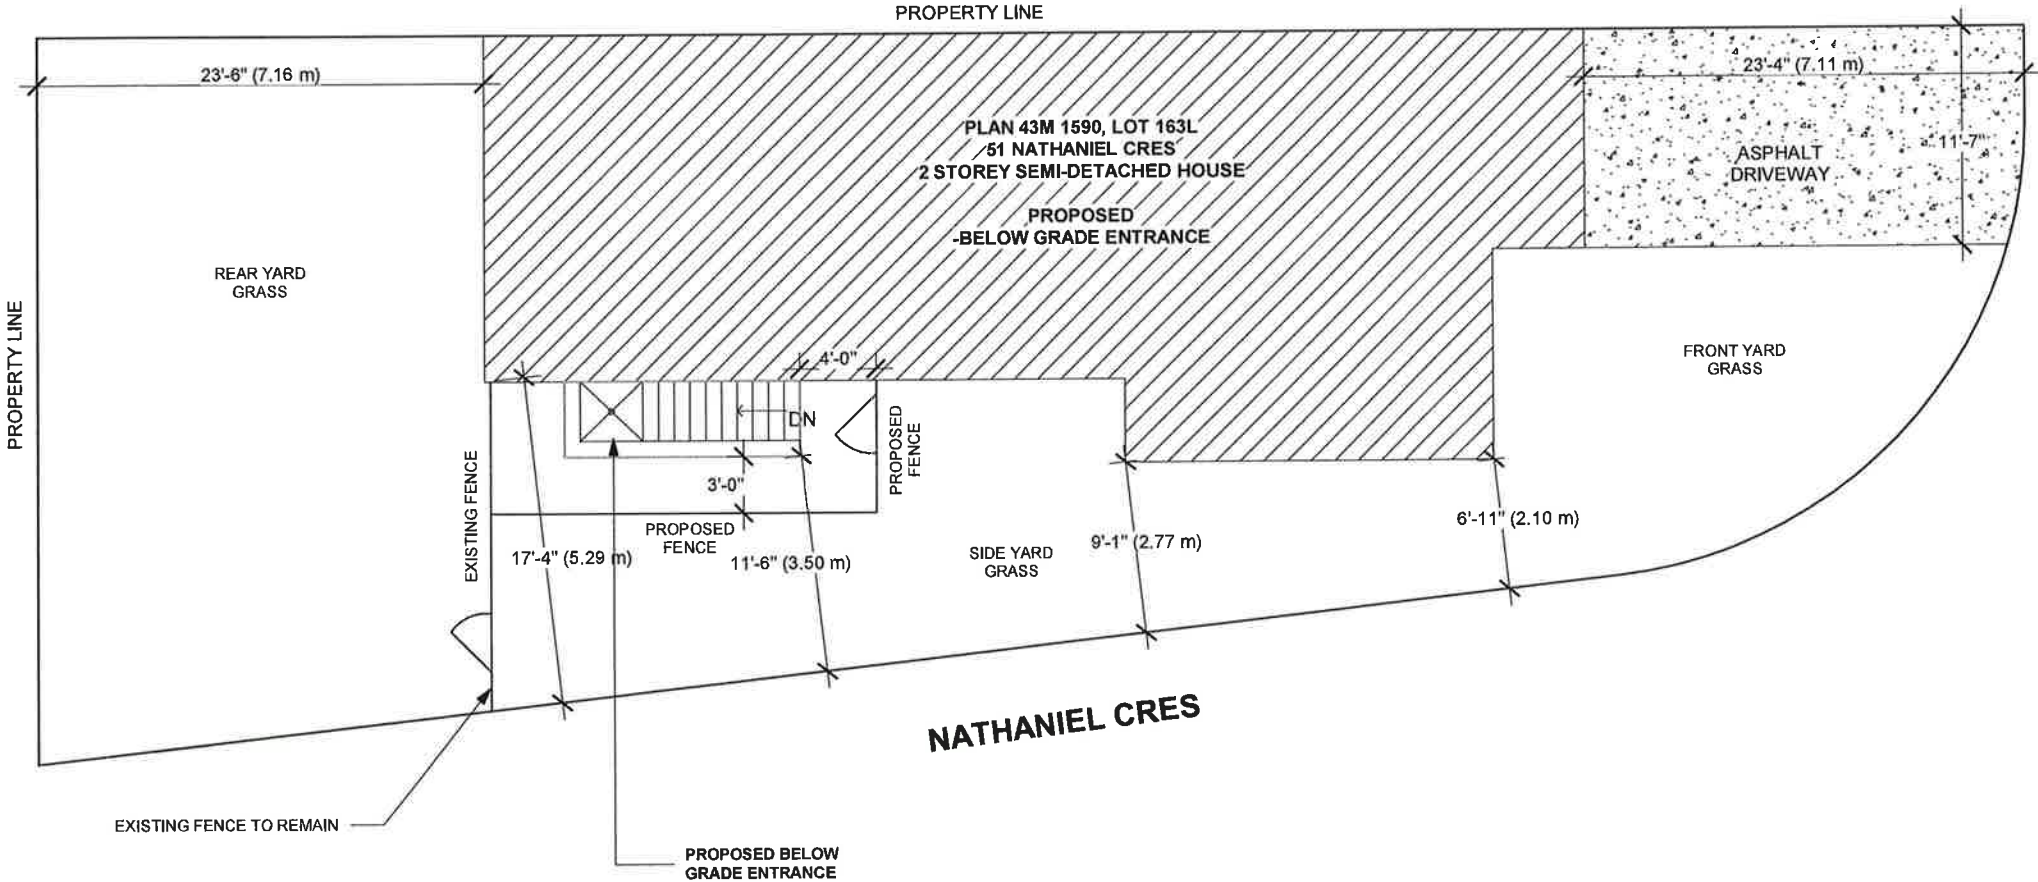 PROPERTY LINE
23'-6" (7.16 m)
23'-4" (7.11 m)
PLAN 43M 1590, LOT 163L
51 NATHANIEL CRES
2 STOREY SEMI-DETACHED HOUSE
PROPOSED
-BELOW GRADE ENTRANCE
11'-7"
ASPHALT
DRIVEWAY
REAR YARD
GRASS
PROPERTY LINE
4'-0"
FRONT YARD
GRASS
DN
PROPOSED
FENCE
EXISTING FENCE
3'-0"
PROPOSED
FENCE
17'-4" (5.29 m)
11'-6" (3.50 m)
SIDE YARD
GRASS
9'-1" (2.77 m)
6'-11" (2.10 m)
NATHANIEL CRES
EXISTING FENCE TO REMAIN
PROPOSED BELOW
GRADE ENTRANCE